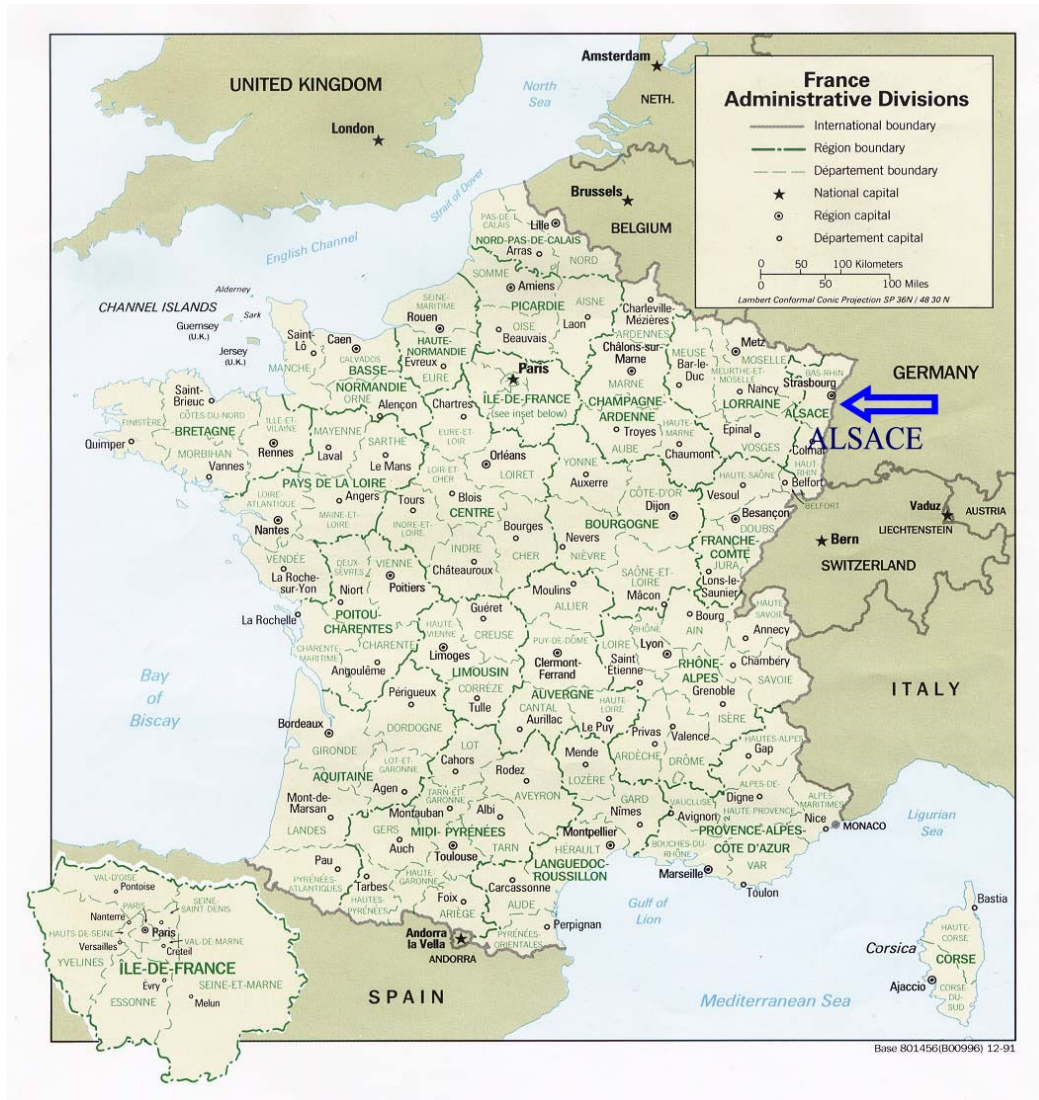 Amsterdam
UNITED KINGDOM
North
Sea
NETH.
London
France
Administrative Divisions
International boundary
Région boundary
Département boundary
National capital
Région capital
Département capital
0 50 100 Kilometers
0 50 100 Miles
Lambert Conformal Conic Projection SP 36N / 48 30 N
Brussels
BELGIUM
Strait of Dover
English Channel
PAS-DE-
CALAIS
Lille
NORD-PAS-DE-CALAIS
Arras
NORD
SOMME
Amiens
PICARDIE
AISNE
OISE
Laon
Beauvais
Charleville-
Mézières
ARDENNES
CHANNEL ISLANDS
Alderney
Sark
Guernsey
(U.K.)
Jersey
(U.K.)
SEINE-
MARITIME
Rouen
HAUTE-
NORMANDIE
Evreux
EURE
Saint-
Lô
Caen
CALVADOS
BASSE-
NORMANDIE
MANCHE
ORNE
Alençon
Paris
ÎLE-DE-FRANCE
(see inset below)
Châlons-sur-
Marne
MARNE
CHAMPAGNE-
ARDENNE
Troyes
AUBE
HAUTE-
MARNE
Chaumont
MEUSE
Bar-le-
Duc
Metz
MOSELLE
MEURTHE-ET-
MOSELLE
Nancy
LORRAINE
Épinal
VOSGES
BAS-RHIN
Strasbourg
ALSACE
ALSACE
Colmar
HAUT
RHIN
Belfort
BELFORT
GERMANY
Saint-
Brieuc
CÔTES DU NORD
FINISTÈRE
BRETAGNE
Quimper
MORBIHAN
Vannes
ILLE-ET
VILAINE
Rennes
MAYENNE
Laval
SARTHE
Le Mans
PAYS DE LA LOIRE
LOIRE-
ATLANTIQUE
Nantes
Angers
MAINE-ET
LOIRE
VENDÉE
La Roche-
sur-Yon
Chartres
EURE-ET
LOIR
Orléans
LOIRET
LOIR-ET
CHER
Blois
Tours
CENTRE
INDRE-ET
LOIRE
Bourges
CHER
INDRE
Châteauroux
YONNE
Auxerre
CÔTE-D'OR
Dijon
BOURGOGNE
Nevers
NIÈVRE
SAÔNE-ET
LOIRE
Mâcon
HAUTE-SAÔNE
Vesoul
Besançon
DOUBS
FRANCHE-
COMTE
JURA
Lons-le-
Saunier
Vaduz
LIECHTENSTEIN
AUSTRIA
Bern
SWITZERLAND
DEUX-
SÈVRES
Niort
VIENNE
Poitiers
La Rochelle
POITOU-
CHARENTES
CHARENTE
MARITIME
CHARENTE
Angoulême
Guéret
HAUTE
VIENNE
CREUSE
Limoges
LIMOUSIN
CORRÈZE
Tulle
Moulins
ALLIER
PUY-DE-DÔME
Clermont-
Ferrand
AUVERGNE
CANTAL
Aurillac
HAUTE
LOIRE
Le Puy
RHÔNE
LOIRE
Lyon
Saint
Étienne
Bourg
AIN
HAUTE
SAVOIE
Annecy
Chambéry
SAVOIE
RHÔNE-
ALPES
Grenoble
ISÈRE
Privas
Valence
ARDÈCHE
DRÔME
ITALY
Bay
of
Biscay
Bordeaux
GIRONDE
Périgueux
DORDOGNE
AQUITAINE
LOT-ET
GARONNE
Agen
Mont-de-
Marsan
LANDES
Pau
PYRÉNÉES-
ATLANTIQUES
LOT
Cahors
Rodez
AVEYRON
TARN-ET
GARONNE
Montauban
Albi
GERS
MIDI- PYRÉNÉES
Auch
Toulouse
TARN
HAUTE-
GARONNE
Tarbes
HAUTES-
PYRÉNÉES
Foix
ARIÈGE
Mende
LOZÈRE
GARD
Nîmes
Montpellier
HÉRAULT
LANGUEDOC-
ROUSSILLON
Carcassonne
AUDE
PYRÉNÉES-
ORIENTALES
Perpignan
HAUTES-ALPES
Gap
ALPES-DE-
HAUTE PROVENCE
Digne
ALPES-
MARITIMES
Nice
MONACO
VAUCLUSE
Avignon
PROVENCE-ALPES-
CÔTE D'AZUR
BOUCHES-DU-
RHÔNE
VAR
Marseille
Toulon
Gulf of
Lion
Ligurian
Sea
Andorra
la Vella
ANDORRA
SPAIN
Mediterranean Sea
Bastia
HAUTE-
CORSE
Corsica
CORSE
Ajaccio
CORSE
DU-
SUD
VAL-D'OISE
Pontoise
PARIS
SEINE-
SAINT-DENIS
Nanterre
HAUTS-DE-SEINE
Paris
Versailles
VAL-DE-MARNE
Créteil
YVELINES
ÎLE-DE-FRANCE
Évry
SEINE-ET-MARNE
ESSONNE
Melun
Base 801456(B00996) 12-91